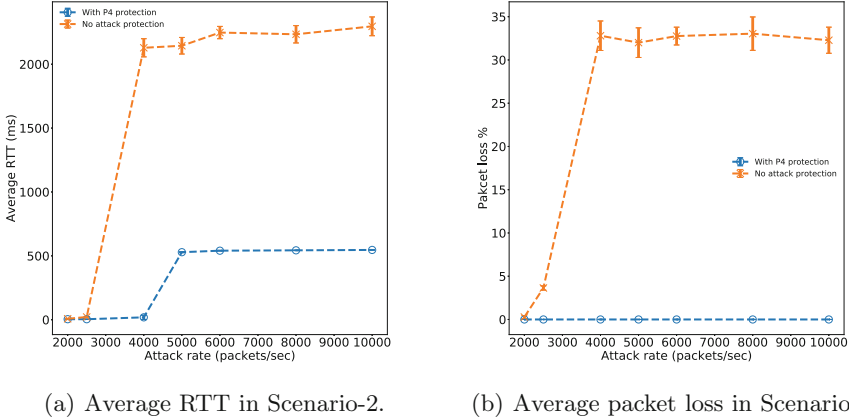 With P4 protection
No attack protection
2000
1500
1000
500
0
Average RTT (ms)
2000 3000 4000 5000 6000 7000 8000 9000 10000
Attack rate (packets/sec)
(a) Average RTT in Scenario-2.
35
30
25
20
15
10
5
0
Pakcet loss %
With P4 protection
No attack protection
2000 3000 4000 5000 6000 7000 8000 9000 10000
Attack rate (packets/sec)
(b) Average packet loss in Scenario